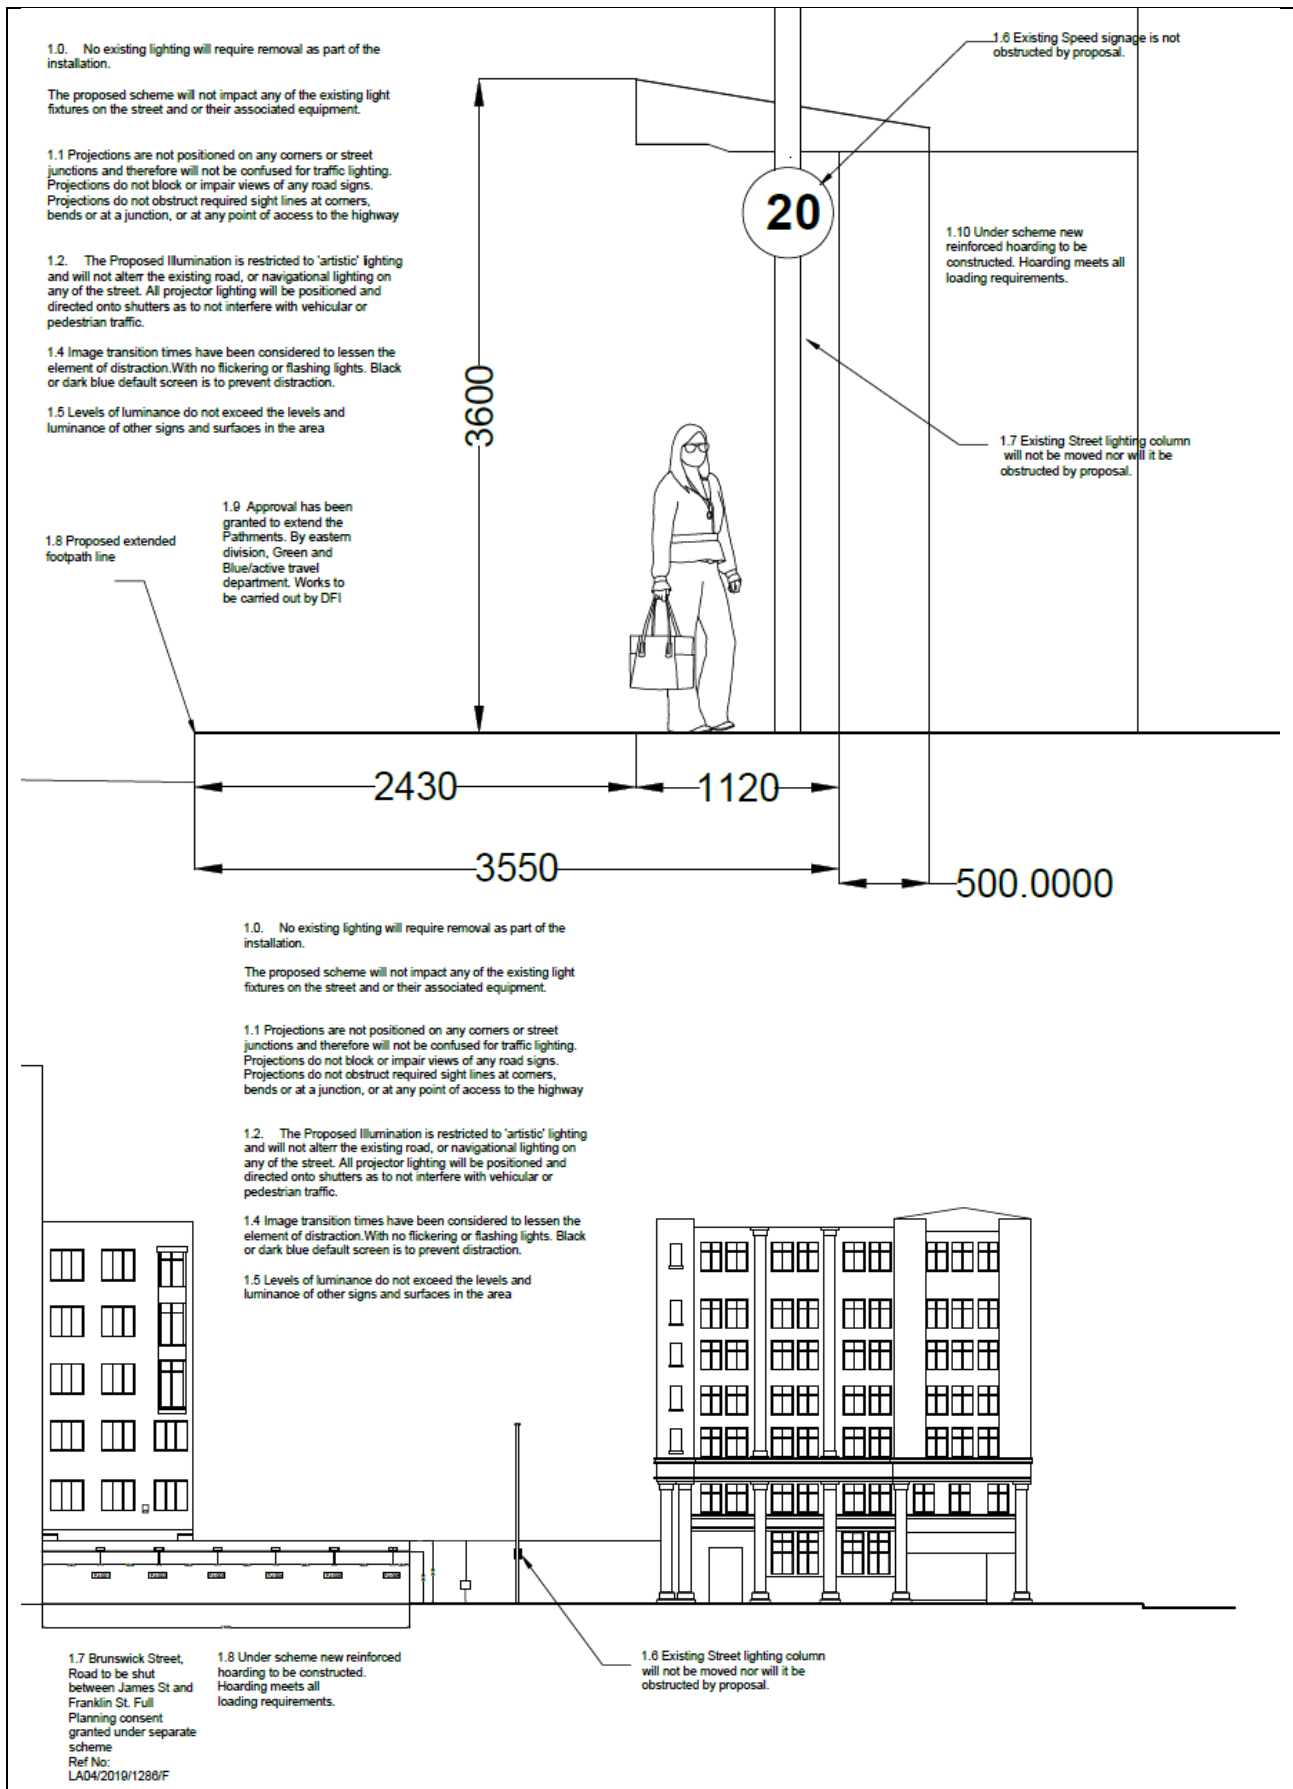 1.0. No existing lighting will require removal as part of the
installation.
The proposed scheme will not impact any of the existing light
fixtures on the street and or their associated equipment.
1.1 Projections are not positioned on any corners or street
junctions and therefore will not be confused for traffic lighting.
Projections do not block or impair views of any road signs.
Projections do not obstruct required sight lines at corners,
bends or at a junction, or at any point of access to the highway
1.2. The Proposed Illumination is restricted to 'artistic' lighting
and will not alterr the existing road, or navigational lighting on
any of the street. All projector lighting will be positioned and
directed onto shutters as to not interfere with vehicular or
pedestrian traffic.
1.4 Image transition times have been considered to lessen the
element of distraction.With no flickering or flashing lights. Black
or dark blue default screen is to prevent distraction.
1.5 Levels of luminance do not exceed the levels and
luminance of other signs and surfaces in the area
1.6 Existing Speed signage is not
obstructed by proposal.
20
1.10 Under scheme new
reinforced hoarding to be
constructed. Hoarding meets all
loading requirements.
3600
1.7 Existing Street lighting column
will not be moved nor will it be
obstructed by proposal.
1.8 Proposed extended
footpath line
1.9 Approval has been
granted to extend the
Pathments. By eastern
division, Green and
Blue/active travel
department. Works to
be carried out by DFI
2430
1120
3550
500.0000
1.0. No existing lighting will require removal as part of the
installation.
The proposed scheme will not impact any of the existing light
fixtures on the street and or their associated equipment.
1.1 Projections are not positioned on any corners or street
junctions and therefore will not be confused for traffic lighting.
Projections do not block or impair views of any road signs.
Projections do not obstruct required sight lines at corners,
bends or at a junction, or at any point of access to the highway
1.2. The Proposed Illumination is restricted to 'artistic' lighting
and will not alterr the existing road, or navigational lighting on
any of the street. All projector lighting will be positioned and
directed onto shutters as to not interfere with vehicular or
pedestrian traffic.
1.4 Image transition times have been considered to lessen the
element of distraction.With no flickering or flashing lights. Black
or dark blue default screen is to prevent distraction.
1.5 Levels of luminance do not exceed the levels and
luminance of other signs and surfaces in the area
1.7 Brunswick Street,
Road to be shut
between James St and
Franklin St. Full
Planning consent
granted under separate
scheme
Ref No:
LA04/2019/1286/F
1.8 Under scheme new reinforced
hoarding to be constructed.
Hoarding meets all
loading requirements.
1.6 Existing Street lighting column
will not be moved nor will it be
obstructed by proposal.